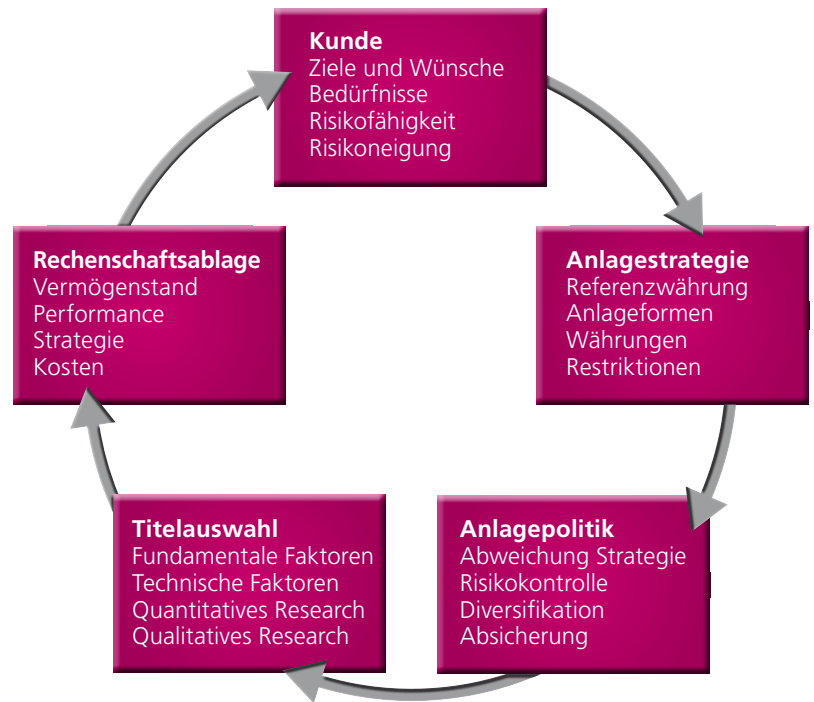 Kunde
Ziele und Wünsche
Bedürfnisse
Risikofähigkeit
Risikoneigung
Anlagestrategie
Referenzwährung
Anlageformen
Währungen
Restriktionen
Anlagepolitik
Abweichung Strategie
Risikokontrolle
Diversifikation
Absicherung
Titelauswahl
Fundamentale Faktoren
Technische Faktoren
Quantitatives Research
Qualitatives Research
Rechenschaftsablage
Vermögenstand
Performance
Strategie
Kosten